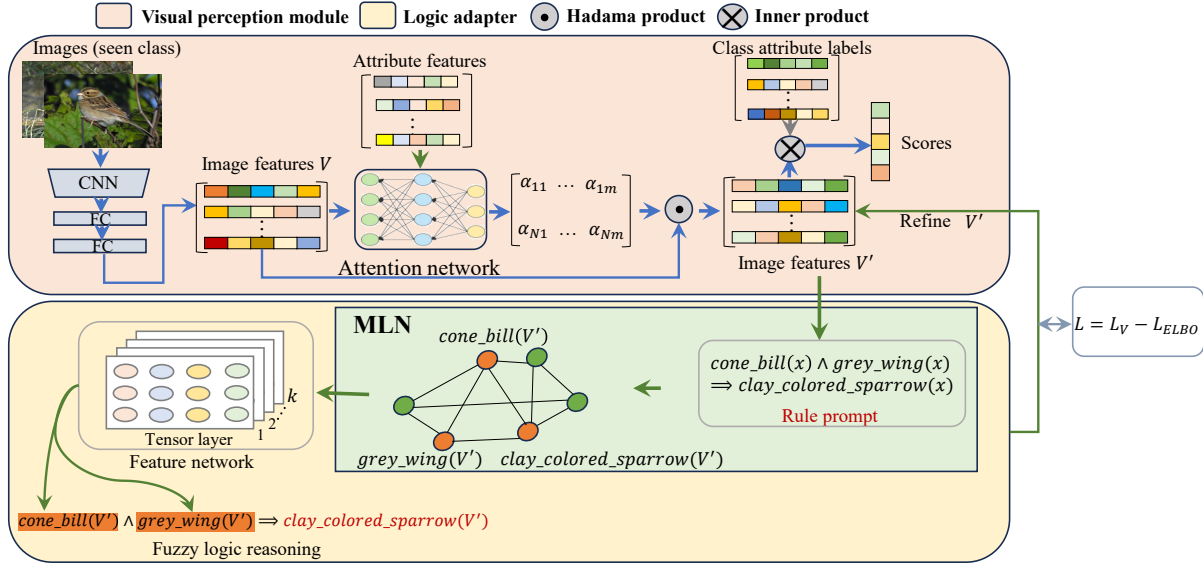 Visual perception module
Logic adapter
Hadama product
Inner product
Images (seen class)
Attribute features
Class attribute labels
Scores
CNN
FC
FC
Image features V
α11 … α1m
αN1 … αNm
Attention network
Refine V′
Image features V′
L = LV − LELBO
MLN
cone_bill(V′)
grey_wing(V′)
clay_colored_sparrow(V′)
cone_bill(x) ∧ grey_wing(x)
⟹ clay_colored_sparrow(x)
Rule prompt
Tensor layer
1 2 ⋱ k
Feature network
cone_bill(V′) ∧ grey_wing(V′) ⟹ clay_colored_sparrow(V′)
Fuzzy logic reasoning